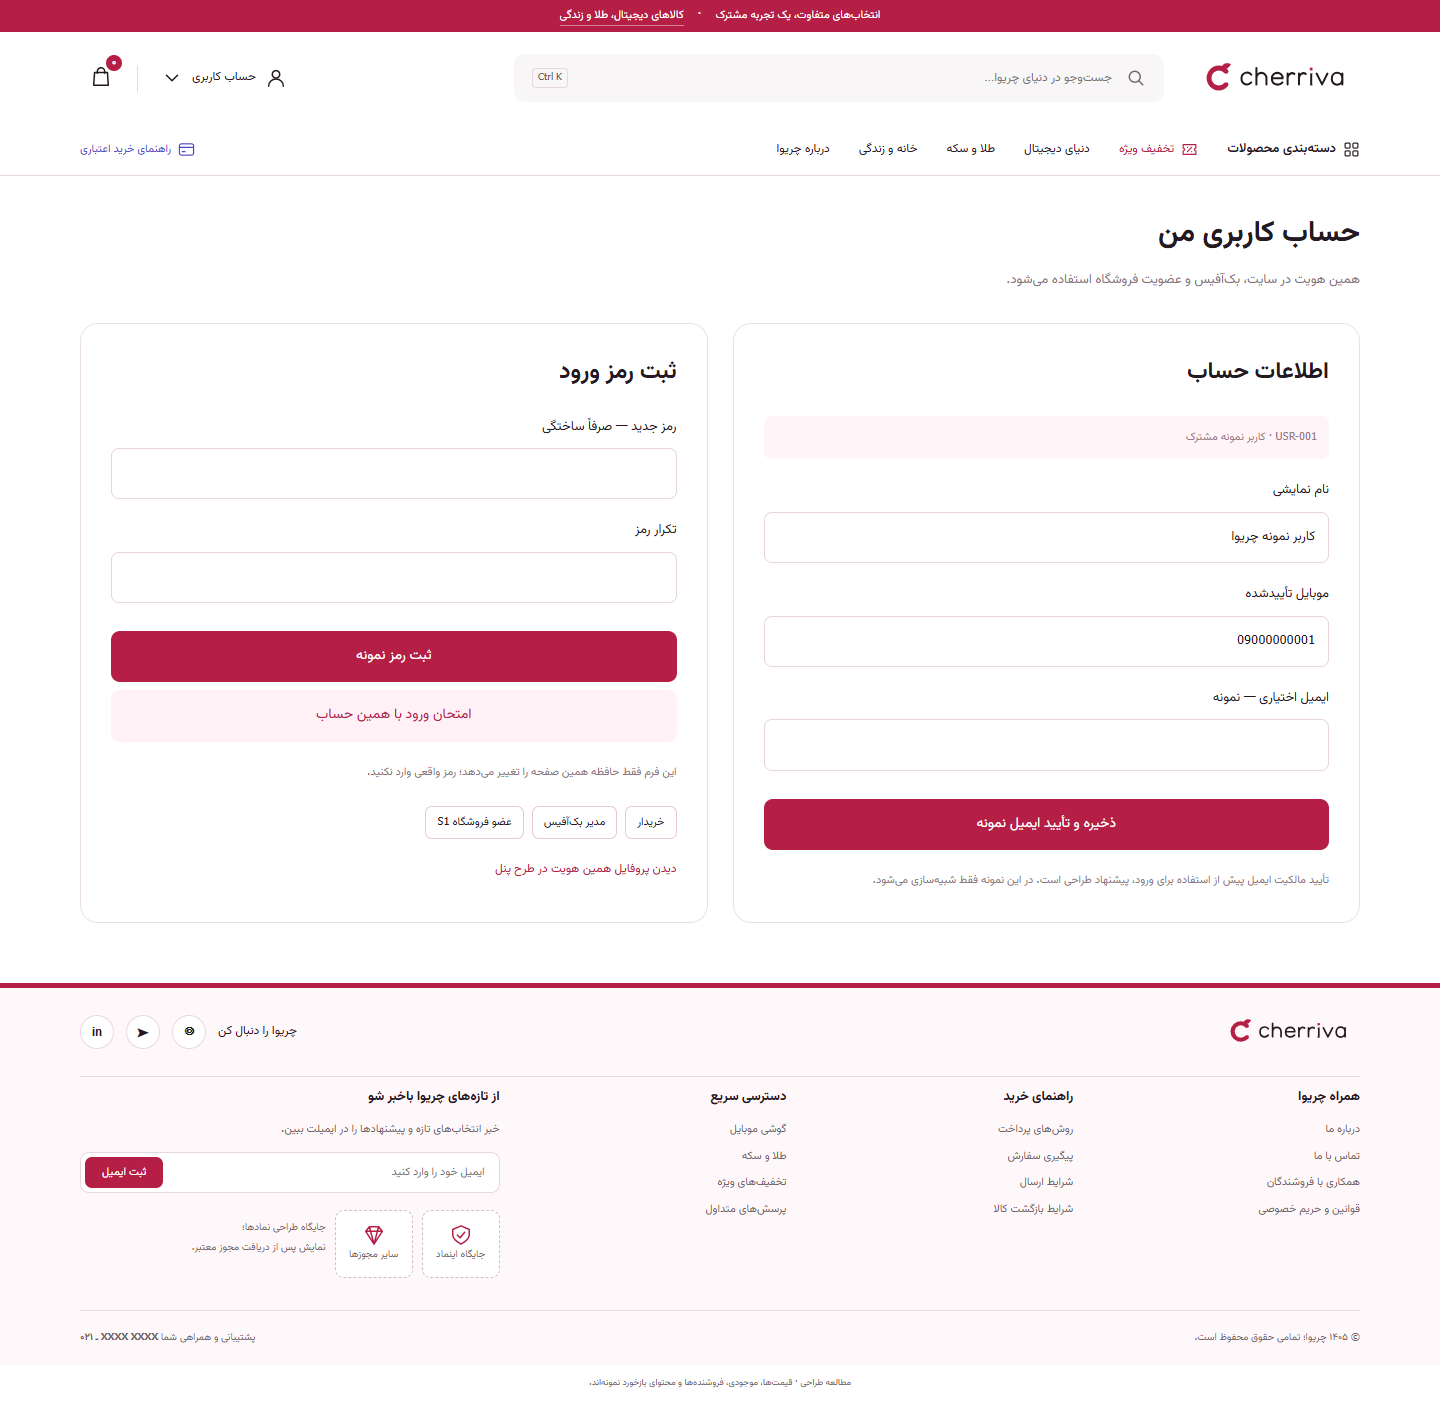 انتخاب‌های متفاوت، یک تجربه مشترک • کالاهای دیجیتال، طلا و زندگی
cherriva
جست‌وجو در دنیای چریوا...
Ctrl K
حساب کاربری
۰
دسته‌بندی محصولات
تخفیف ویژه
دنیای دیجیتال
طلا و سکه
خانه و زندگی
درباره چریوا
راهنمای خرید اعتباری
حساب کاربری من
همین هویت در سایت، بک‌آفیس و عضویت فروشگاه استفاده می‌شود.
اطلاعات حساب
USR-001 · کاربر نمونه مشترک
نام نمایشی
کاربر نمونه چریوا
موبایل تأییدشده
09000000001
ایمیل اختیاری — نمونه
ذخیره و تأیید ایمیل نمونه
تأیید مالکیت ایمیل پیش از استفاده برای ورود، پیشنهاد طراحی است. در این نمونه فقط شبیه‌سازی می‌شود.
ثبت رمز ورود
رمز جدید — صرفاً ساختگی
تکرار رمز
ثبت رمز نمونه
امتحان ورود با همین حساب
این فرم فقط حافظه همین صفحه را تغییر می‌دهد؛ رمز واقعی وارد نکنید.
خریدار
مدیر بک‌آفیس
عضو فروشگاه S1
دیدن پروفایل همین هویت در طرح پنل
cherriva
چریوا را دنبال کن
in
همراه چریوا
درباره ما
تماس با ما
همکاری با فروشندگان
قوانین و حریم خصوصی
راهنمای خرید
روش‌های پرداخت
پیگیری سفارش
شرایط ارسال
شرایط بازگشت کالا
دسترسی سریع
گوشی موبایل
طلا و سکه
تخفیف‌های ویژه
پرسش‌های متداول
از تازه‌های چریوا باخبر شو
خبر انتخاب‌های تازه و پیشنهادها را در ایمیلت ببین.
ایمیل خود را وارد کنید
ثبت ایمیل
جایگاه اینماد
سایر مجوزها
جایگاه طراحی نمادها؛
نمایش پس از دریافت مجوز معتبر.
© ۱۴۰۵ چریوا؛ تمامی حقوق محفوظ است.
پشتیبانی و همراهی شما ۰۲۱ - XXXX XXXX
مطالعه طراحی · قیمت‌ها، موجودی، فروشنده‌ها و محتوای بازخورد نمونه‌اند.